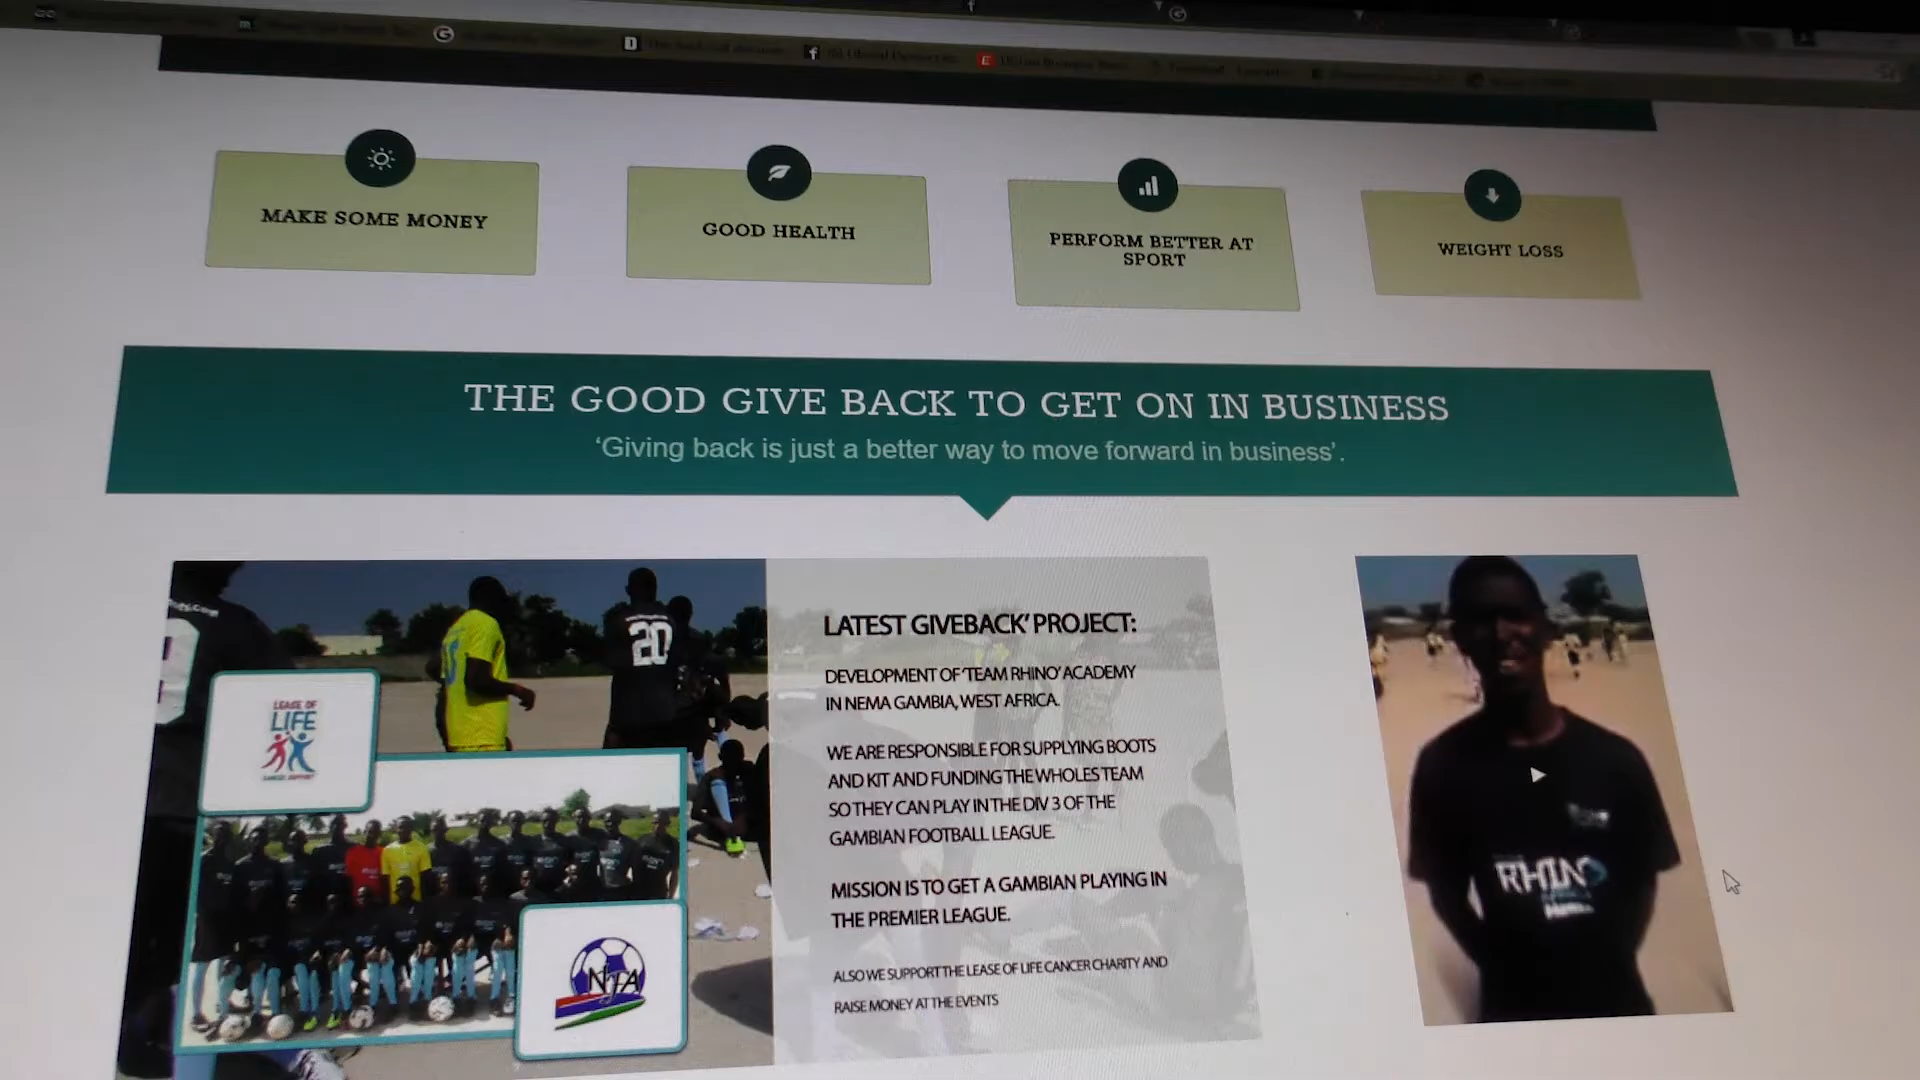 MAKE SOME MONEY
GOOD HEALTH
PERFORM BETTER AT
SPORT
WEIGHT LOSS
THE GOOD GIVE BACK TO GET ON IN BUSINESS
‘Giving back is just a better way to move forward in business’.
20
LEASE OF
LIFE
CANCER SUPPORT
NJA
LATEST GIVEBACK’ PROJECT:
DEVELOPMENT OF ‘TEAM RHINO’ ACADEMY
IN NEMA GAMBIA, WEST AFRICA.
WE ARE RESPONSIBLE FOR SUPPLYING BOOTS
AND KIT AND FUNDING THE WHOLES TEAM
SO THEY CAN PLAY IN THE DIV 3 OF THE
GAMBIAN FOOTBALL LEAGUE.
MISSION IS TO GET A GAMBIAN PLAYING IN
THE PREMIER LEAGUE.
ALSO WE SUPPORT THE LEASE OF LIFE CANCER CHARITY AND
RAISE MONEY AT THE EVENTS
RHINO